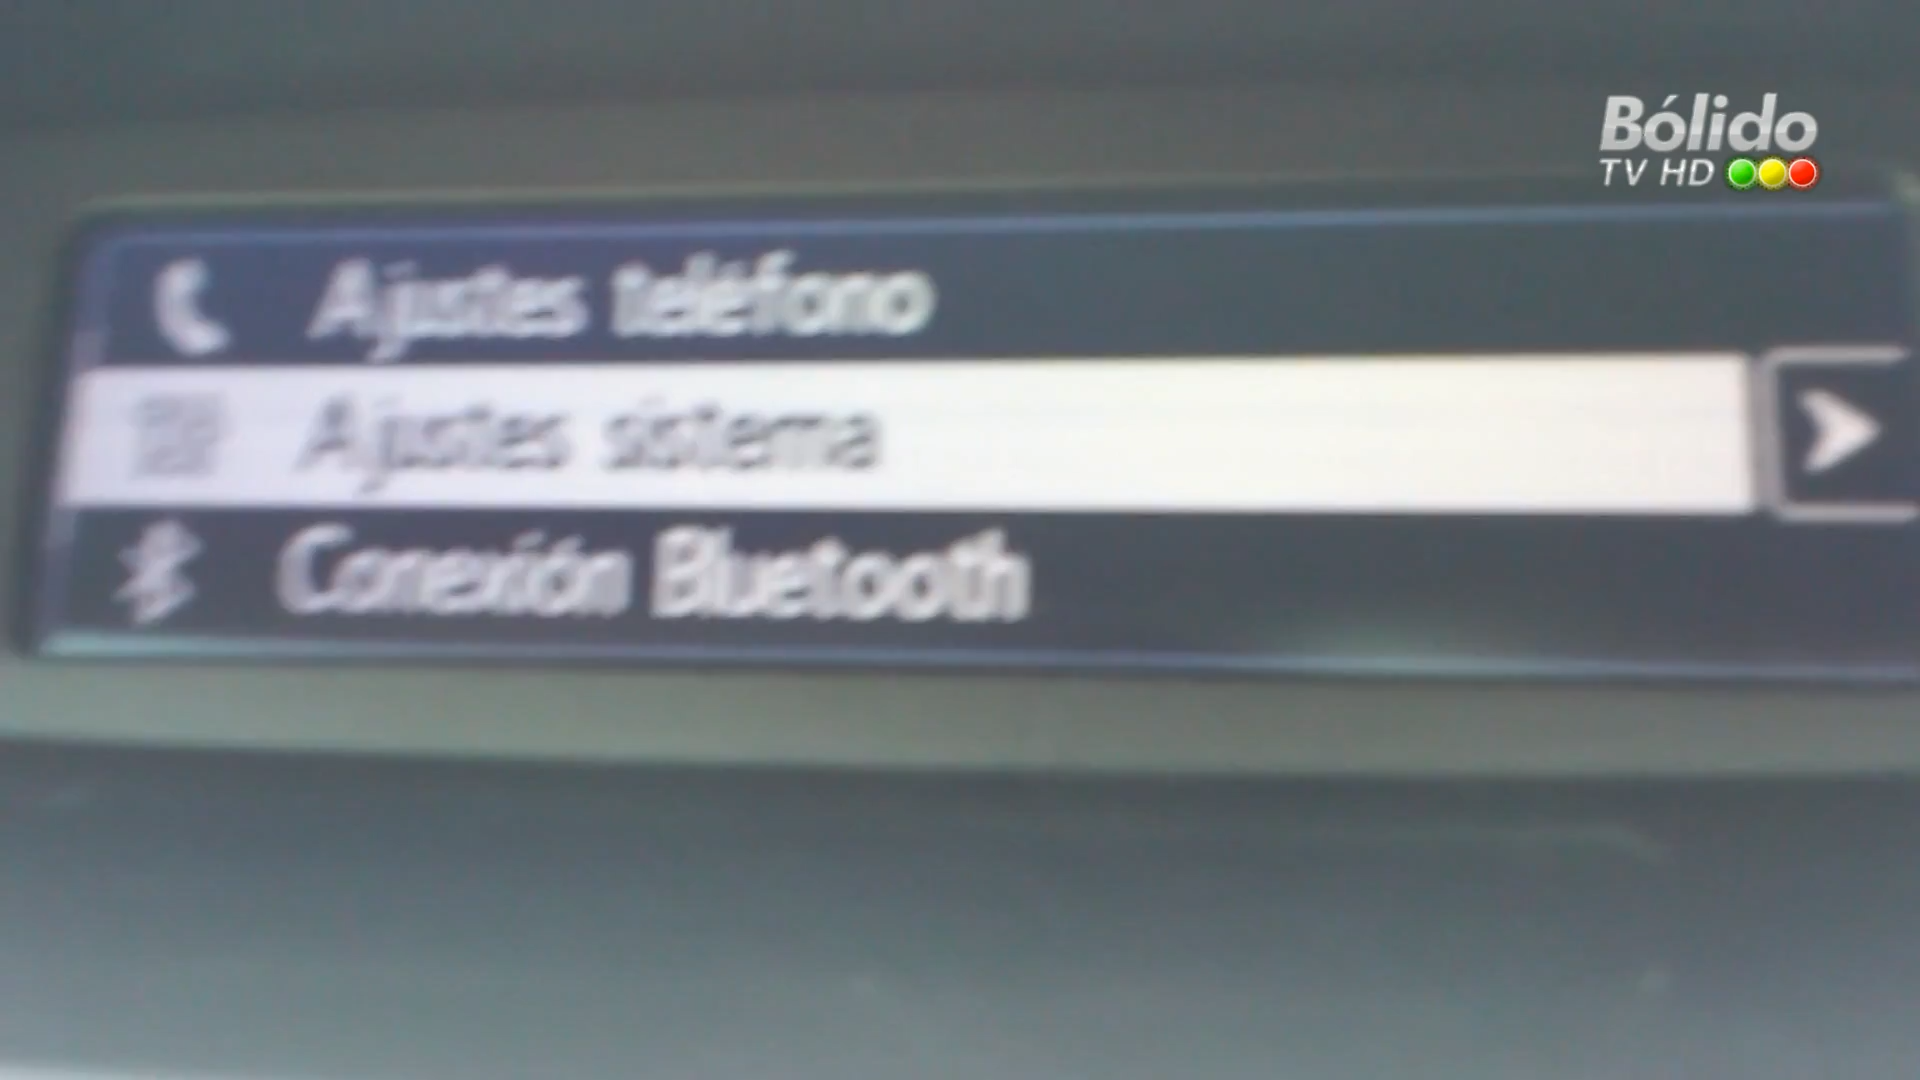 Bólido
TV HD
Ajustes teléfono
Ajustes sistema
Conexión Bluetooth